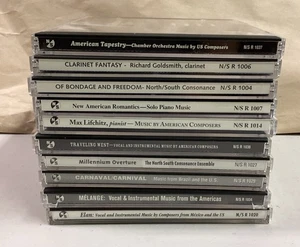 American Tapestry—Chamber Orchestra Music by US Composers N/S R 1037
CLARINET FANTASY - Richard Goldsmith, clarinet N/S R 1006
OF BONDAGE AND FREEDOM- North/South Consonance N/S R 1004
New American Romantics—Solo Piano Music N/S R 1007
Max Lifchitz, pianist — MUSIC BY AMERICAN COMPOSERS N/S R 1014
TRAVELING WEST — VOCAL AND INSTRUMENTAL MUSIC BY AMERICAN COMPOSERS N/S R
Millennium Overture The North/South Consonance Ensemble N/S R
CARNAVAL/CARNIVAL Music from Brazil and the U.S. N/S R
MELANGE: Vocal & Instrumental Music from the American N/S R
Elan: Vocal and Instrumental Music by Composers from México and the US N/S R